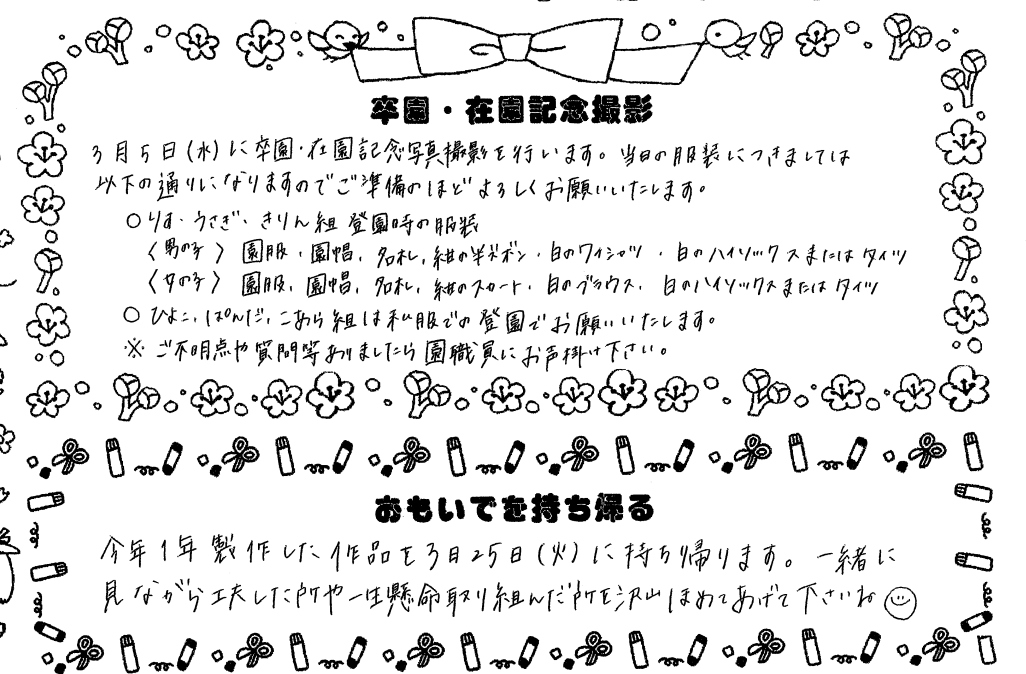 卒園・在園記念撮影
3月5日(水)に卒園・在園記念写真撮影を行います。当日の服装につきましては
以下の通りになりますのでご準備のほどよろしくお願いいたします。
○りす・うさぎ・きりん組 登園時の服装
〈男の子〉園服・園帽、名札、紺の半ズボン・白のワイシャツ・白のハイソックスまたはタイツ
〈女の子〉園服、園帽、名札、紺のスカート・白のブラウス、白のハイソックスまたはタイツ
○ひよこ、ぱんだ、こあら組は私服での登園でお願いいたします。
※ご不明点や質問等ありましたら園職員にお声掛け下さい。
おもいでを持ち帰る
今年1年製作した作品を3月25日(火)に持ち帰ります。一緒に
見ながら工夫した所や一生懸命取り組んだ所を沢山ほめてあげて下さいね